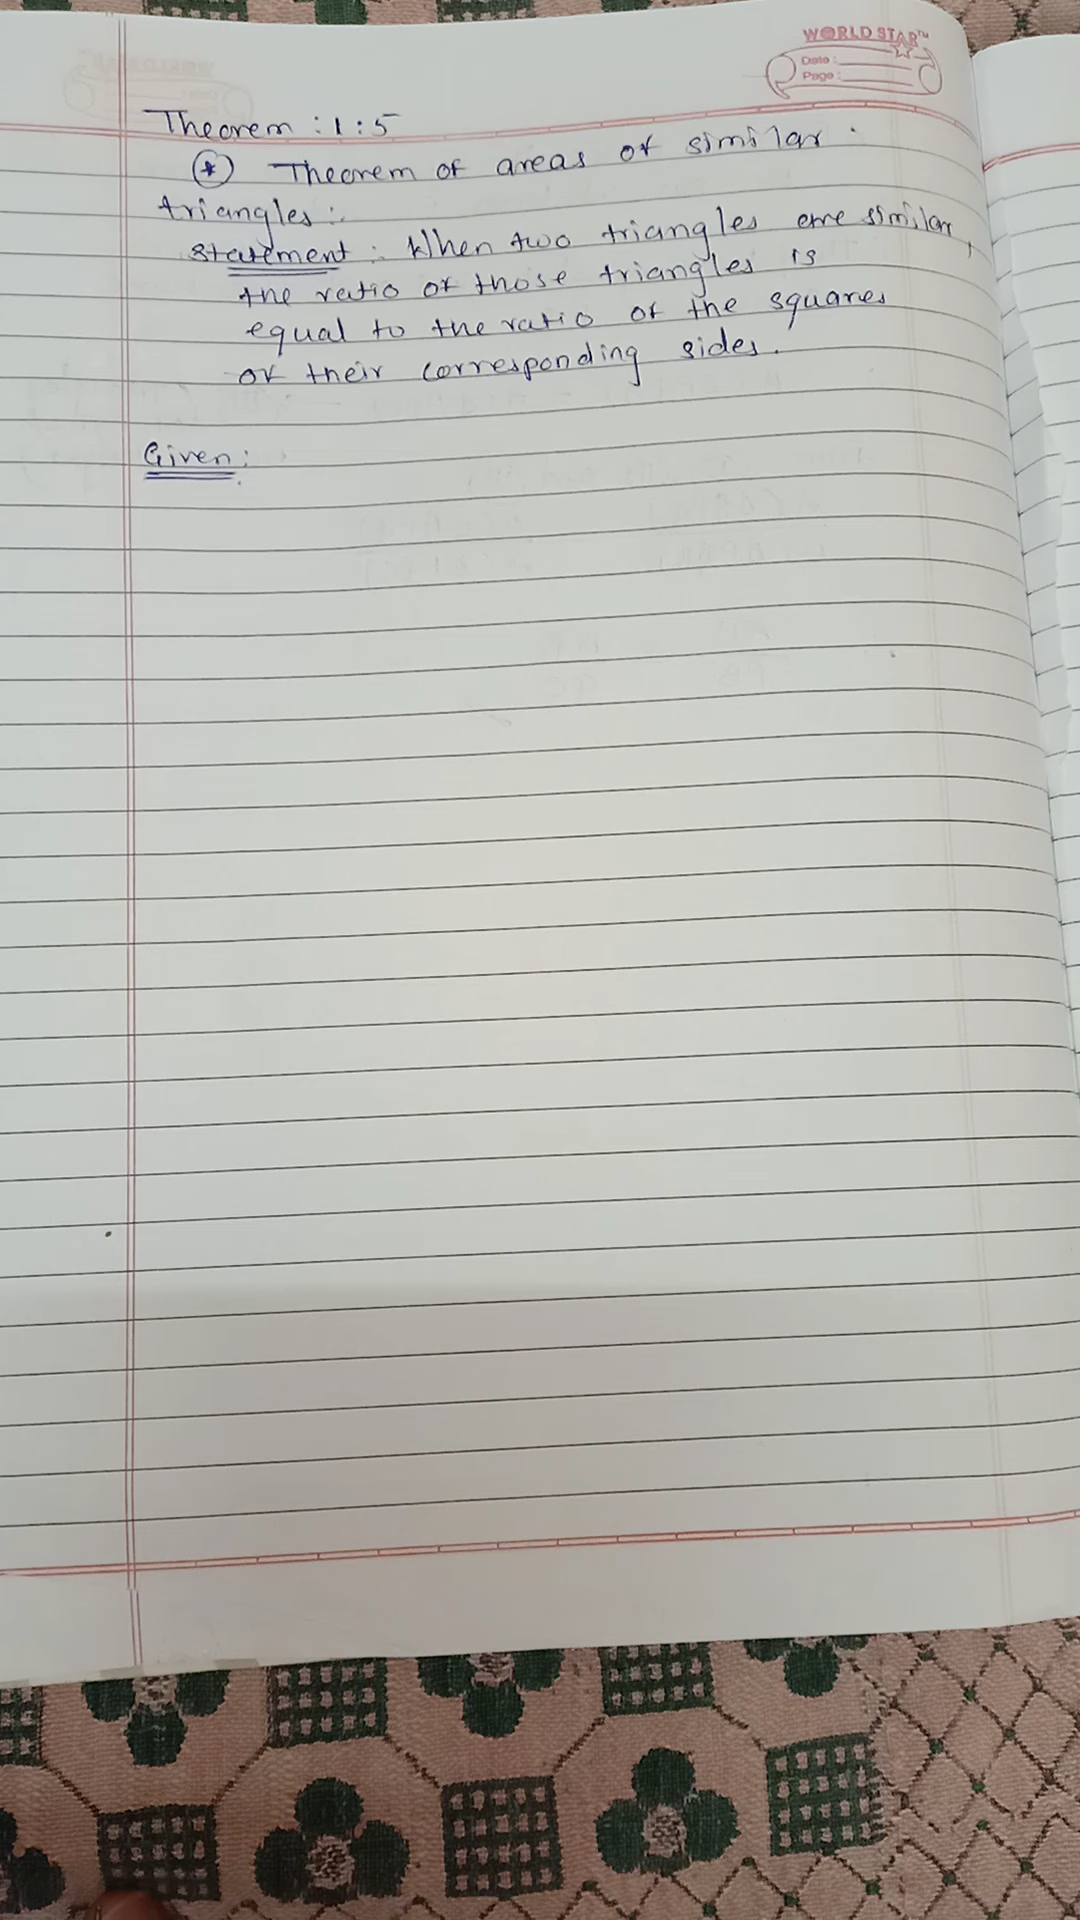 WORLD STAR™
Date :
Page :
Theorem : 1 : 5
* Theorem of areas of similar
triangles :
Statement : When two triangles are similar,
the ratio of those triangles is
equal to the ratio of the squares
of their corresponding sides.
Given :